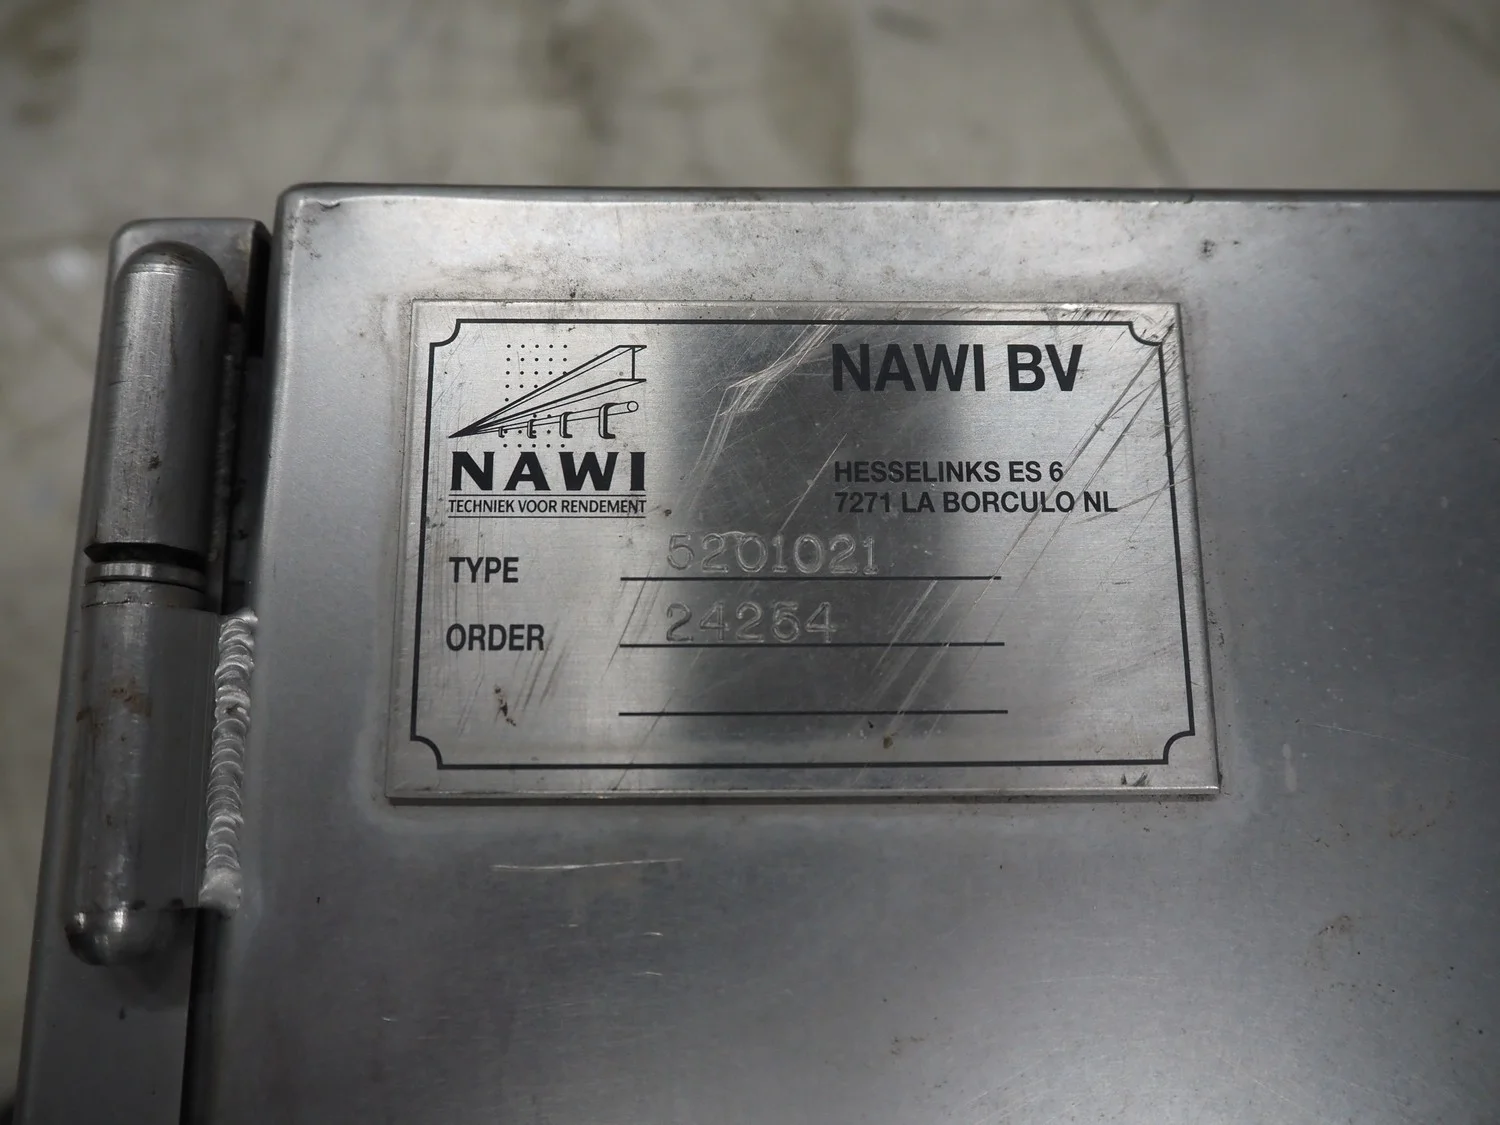 NAWI
TECHNIEK VOOR RENDEMENT
NAWI BV
HESSELINKS ES 6
7271 LA BORCULO NL
TYPE 5201021
ORDER 24254